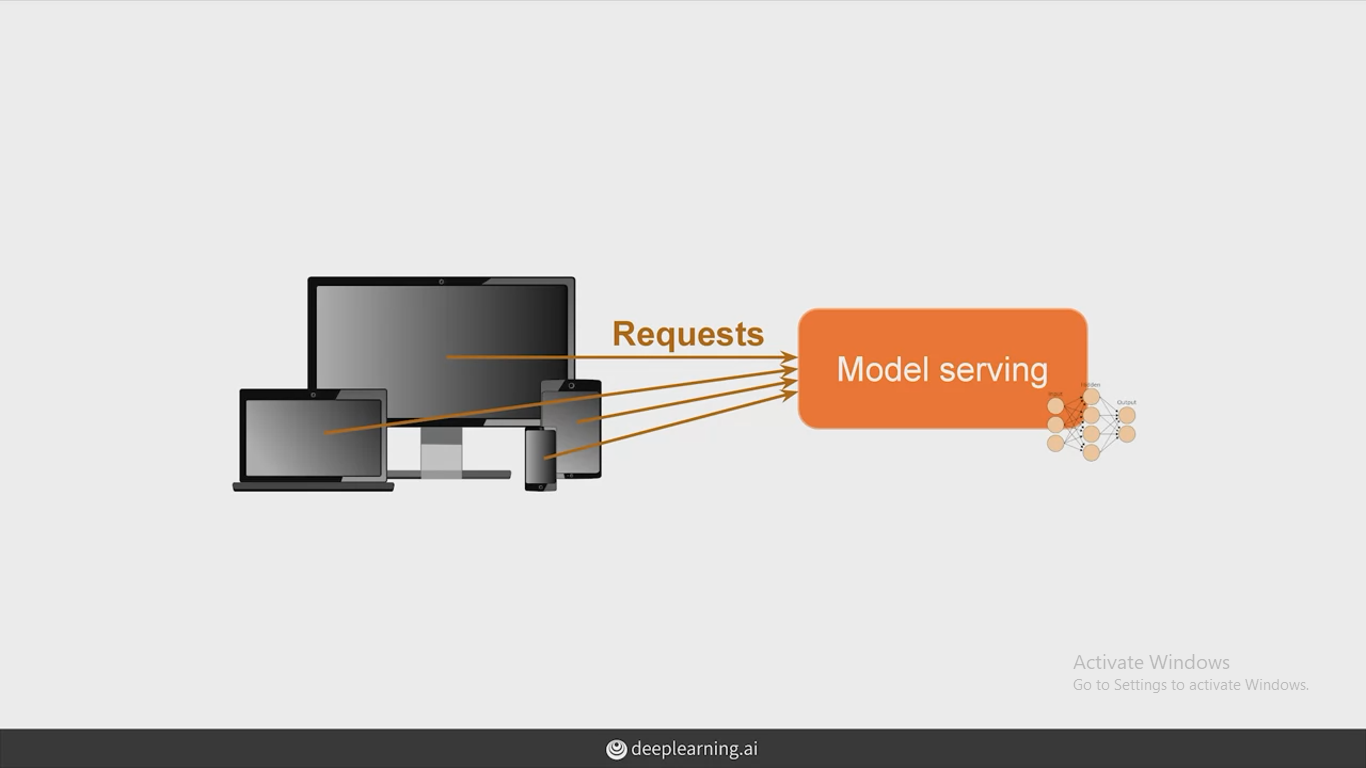 Requests
Model serving
Hidden
Input
Output
Activate Windows
Go to Settings to activate Windows.
deeplearning.ai